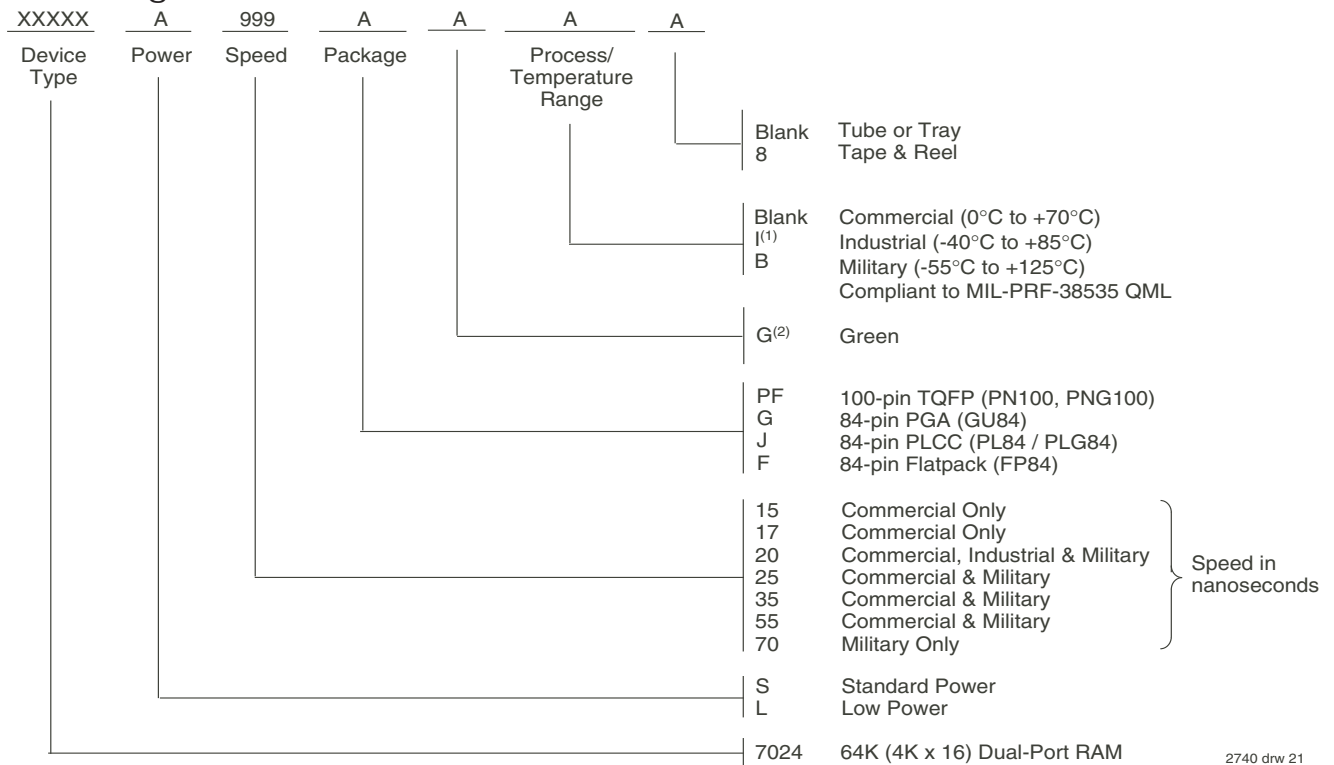 XXXXX A 999 A A A A
Device Type Power Speed Package Process/ Temperature Range
Blank Tube or Tray
8 Tape & Reel
Blank Commercial (0°C to +70°C)
I(1) Industrial (-40°C to +85°C)
B Military (-55°C to +125°C)
Compliant to MIL-PRF-38535 QML
G(2) Green
PF 100-pin TQFP (PN100, PNG100)
G 84-pin PGA (GU84)
J 84-pin PLCC (PL84 / PLG84)
F 84-pin Flatpack (FP84)
15 Commercial Only
17 Commercial Only
20 Commercial, Industrial & Military
25 Commercial & Military
35 Commercial & Military
55 Commercial & Military
70 Military Only
Speed in
nanoseconds
S Standard Power
L Low Power
7024 64K (4K x 16) Dual-Port RAM
2740 drw 21